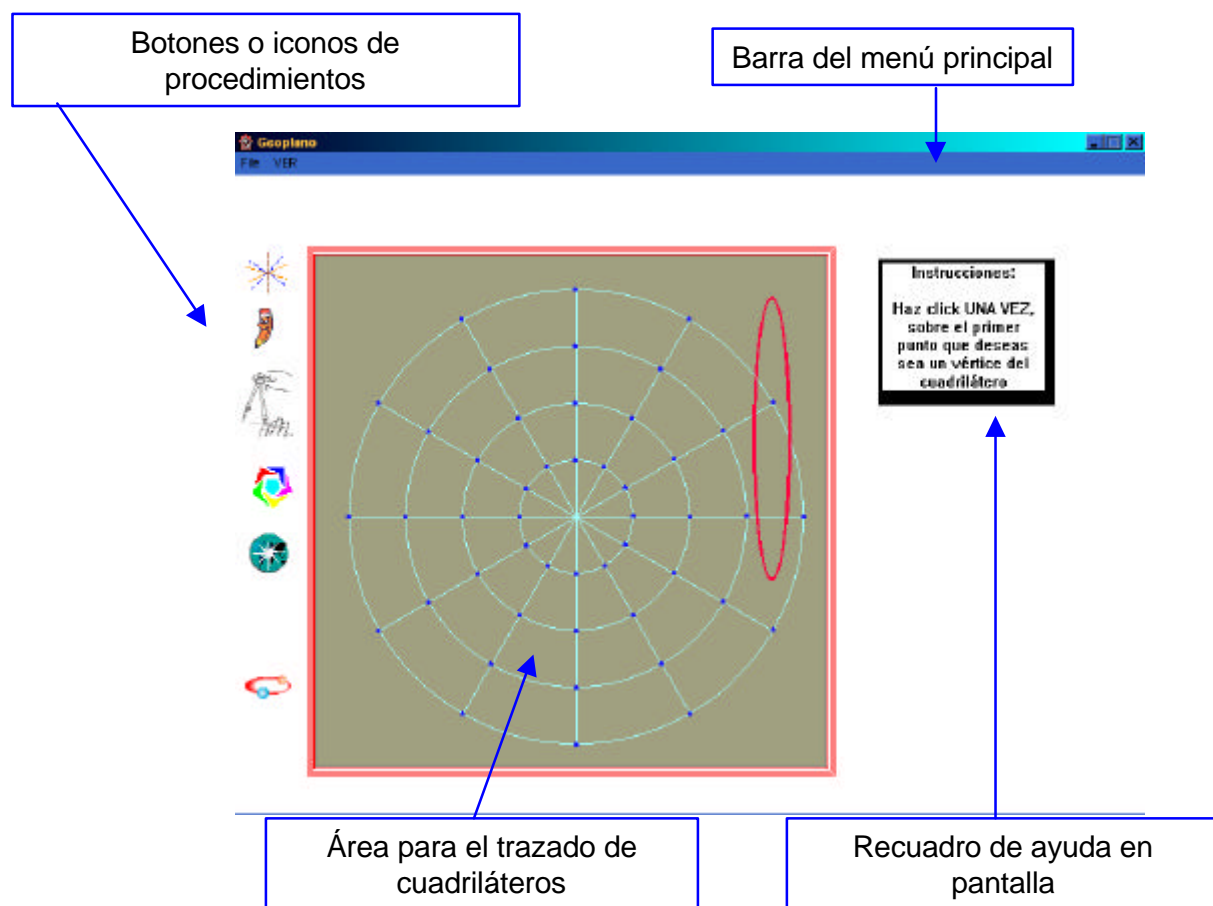 Botones o iconos de
procedimientos
Barra del menú principal
Geoplano
File VER
Instrucciones:
Haz click UNA VEZ,
sobre el primer
punto que deseas
sea un vértice del
cuadrilátero
Área para el trazado de
cuadriláteros
Recuadro de ayuda en
pantalla